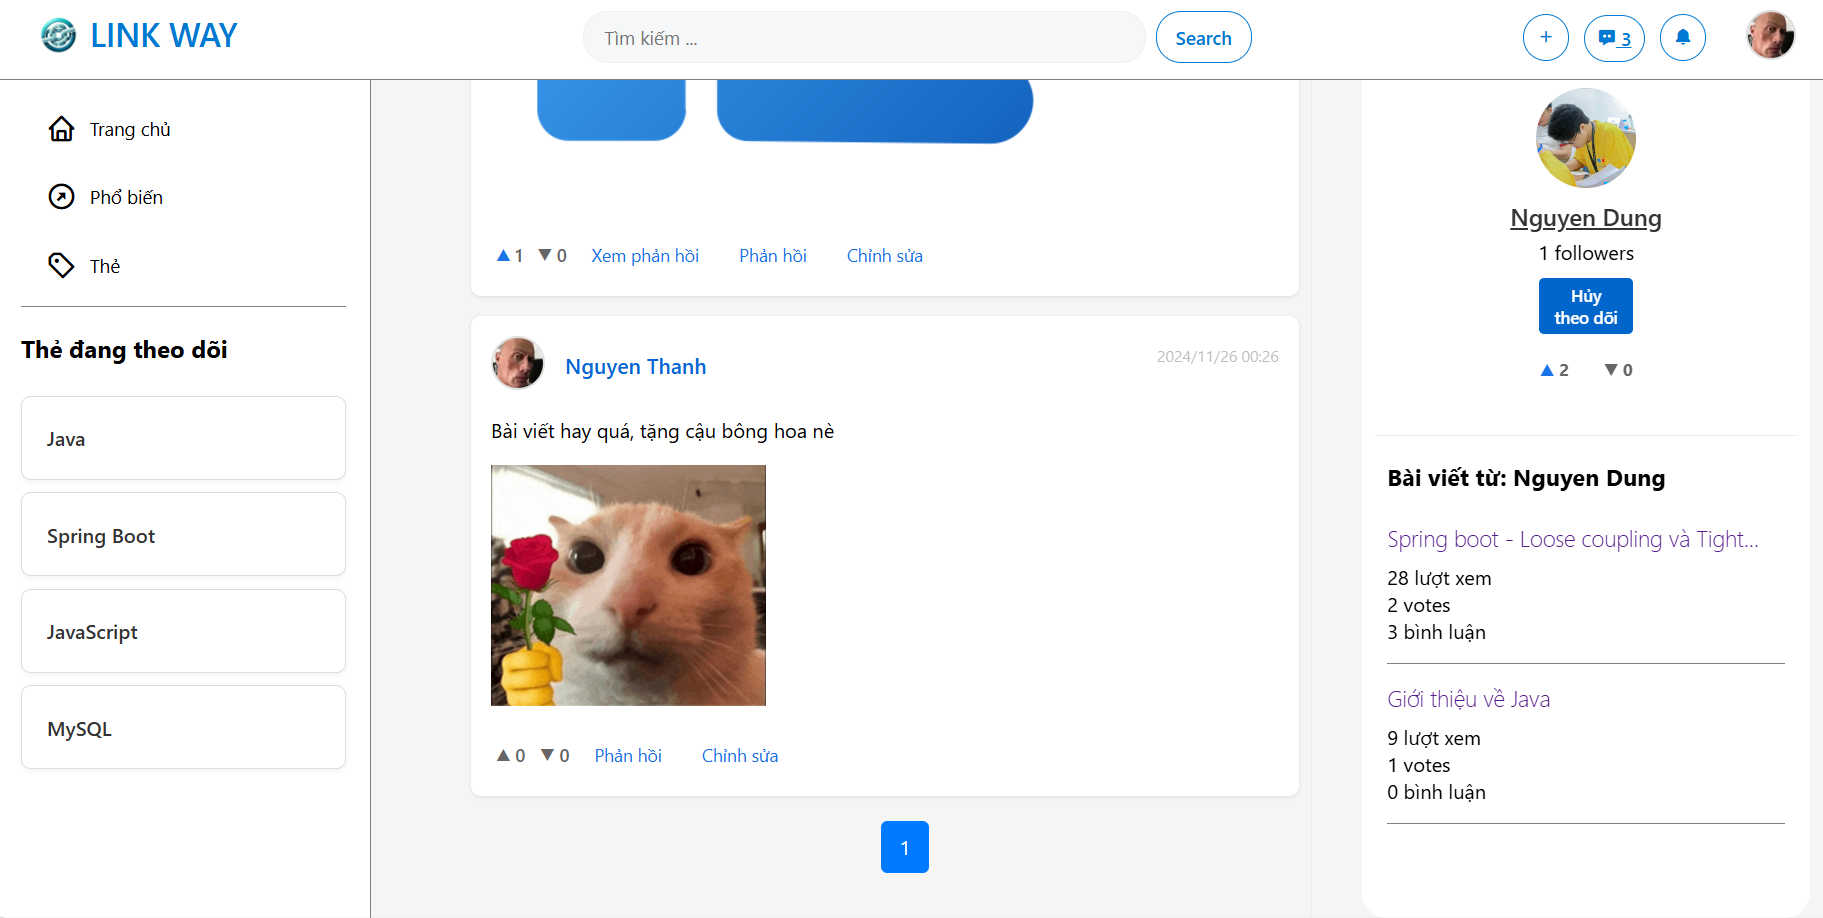 LINK WAY
Tìm kiếm ...
Search
+
3
Trang chủ
Phổ biến
Thẻ
Thẻ đang theo dõi
Java
Spring Boot
JavaScript
MySQL
▲ 1 ▼ 0 Xem phản hồi Phản hồi Chỉnh sửa
Nguyen Thanh
2024/11/26 00:26
Bài viết hay quá, tặng cậu bông hoa nè
▲ 0 ▼ 0 Phản hồi Chỉnh sửa
1
Nguyen Dung
1 followers
Hủy
theo dõi
▲ 2 ▼ 0
Bài viết từ: Nguyen Dung
Spring boot - Loose coupling và Tight...
28 lượt xem
2 votes
3 bình luận
Giới thiệu về Java
9 lượt xem
1 votes
0 bình luận